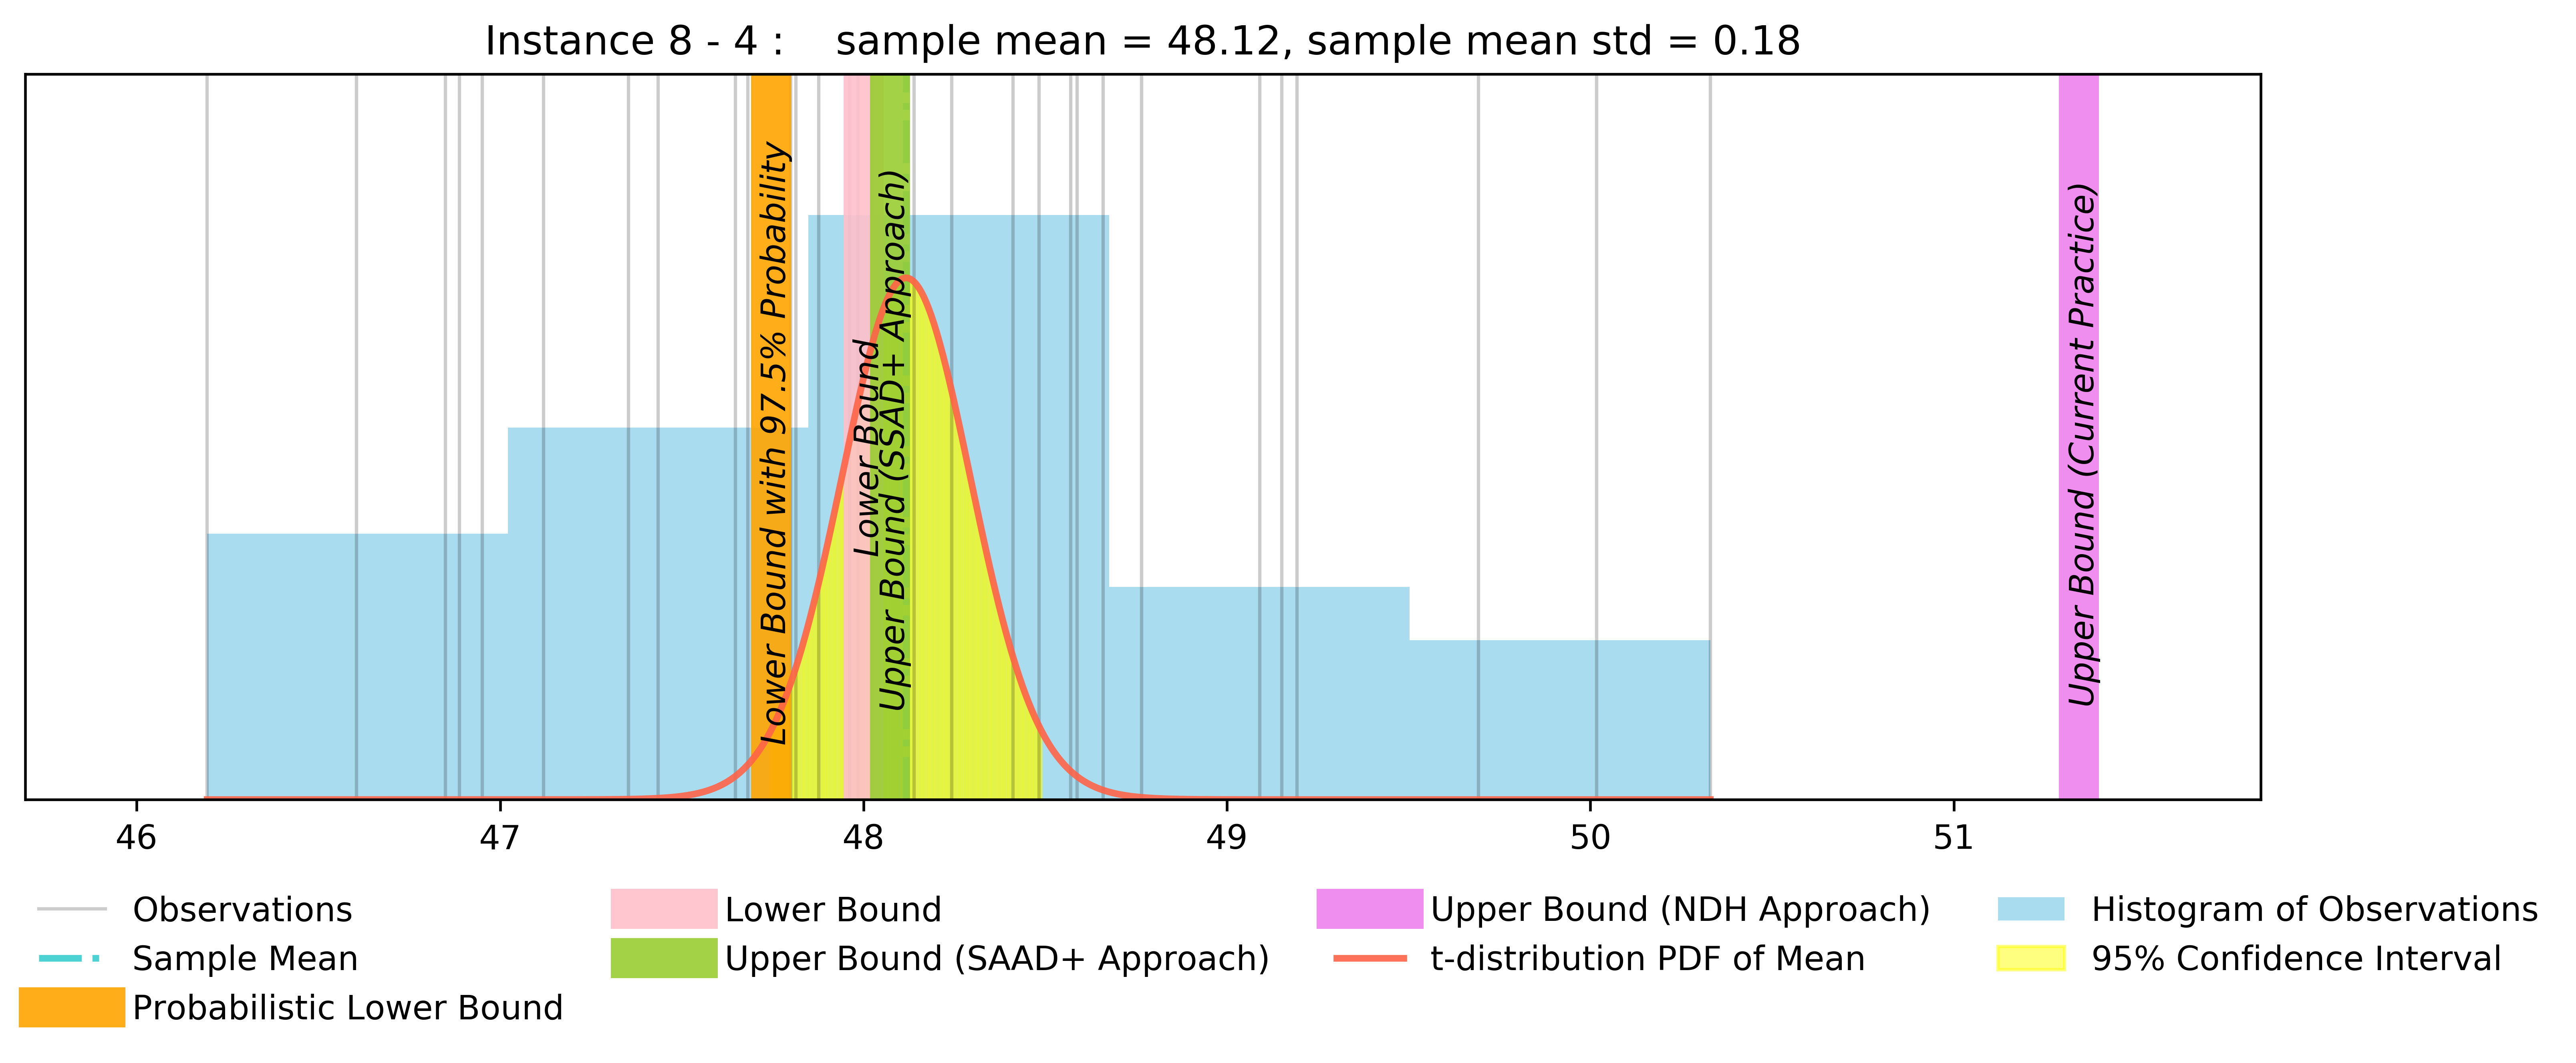 Instance 8 - 4 :    sample mean = 48.12, sample mean std = 0.18
Lower Bound with 97.5% Probability
Lower Bound
Upper Bound (SSAD+ Approach)
Upper Bound (Current Practice)
46 47 48 49 50 51
Observations
Sample Mean
Probabilistic Lower Bound
Lower Bound
Upper Bound (SAAD+ Approach)
Upper Bound (NDH Approach)
t-distribution PDF of Mean
Histogram of Observations
95% Confidence Interval